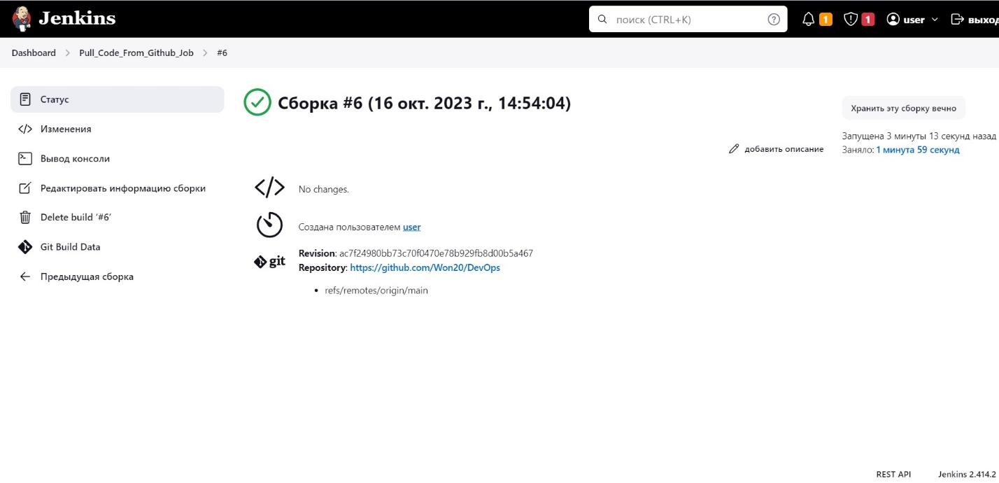 Jenkins
поиск (CTRL+K)
1
1
user
выход
Dashboard
Pull_Code_From_Github_Job
#6
Статус
Изменения
Вывод консоли
Редактировать информацию сборки
Delete build ‘#6’
Git Build Data
Предыдущая сборка
Сборка #6 (16 окт. 2023 г., 14:54:04)
Хранить эту сборку вечно
Запущена 3 минуты 13 секунд назад
Заняло: 1 минута 59 секунд
добавить описание
No changes.
Создана пользователем user
git
Revision: ac7f24980bb73c70f0470e78b929fb8d00b5a467
Repository: https://github.com/Won20/DevOps
refs/remotes/origin/main
REST API
Jenkins 2.414.2